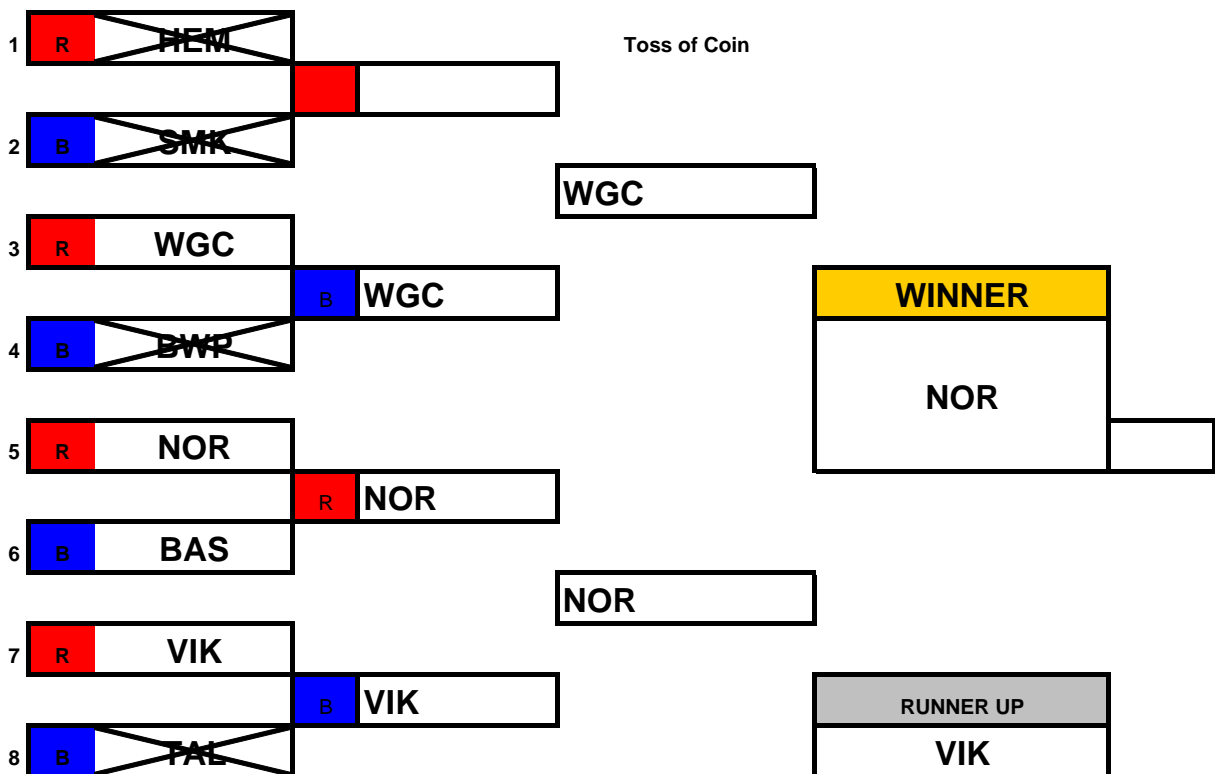 1 R HEM
Toss of Coin
2 B SMK
WGC
3 R WGC
B WGC
WINNER
4 B BWP
NOR
5 R NOR
R NOR
6 B BAS
NOR
7 R VIK
B VIK
RUNNER UP
8 B TAL
VIK